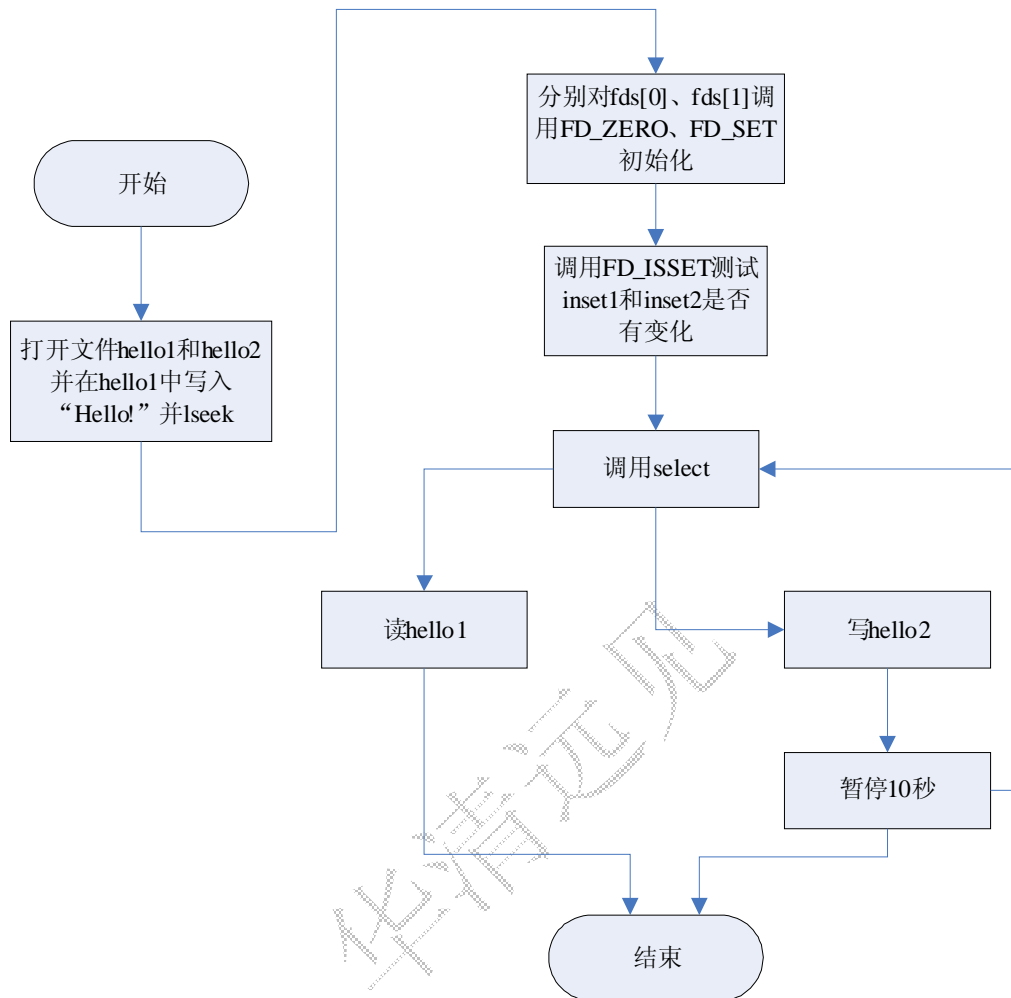 开始
打开文件hello1和hello2
并在hello1中写入
“Hello!”并lseek
分别对fds[0]、fds[1]调
用FD_ZERO、FD_SET
初始化
调用FD_ISSET测试
inset1和inset2是否
有变化
调用select
读hello1
写hello2
暂停10秒
结束
华清远见